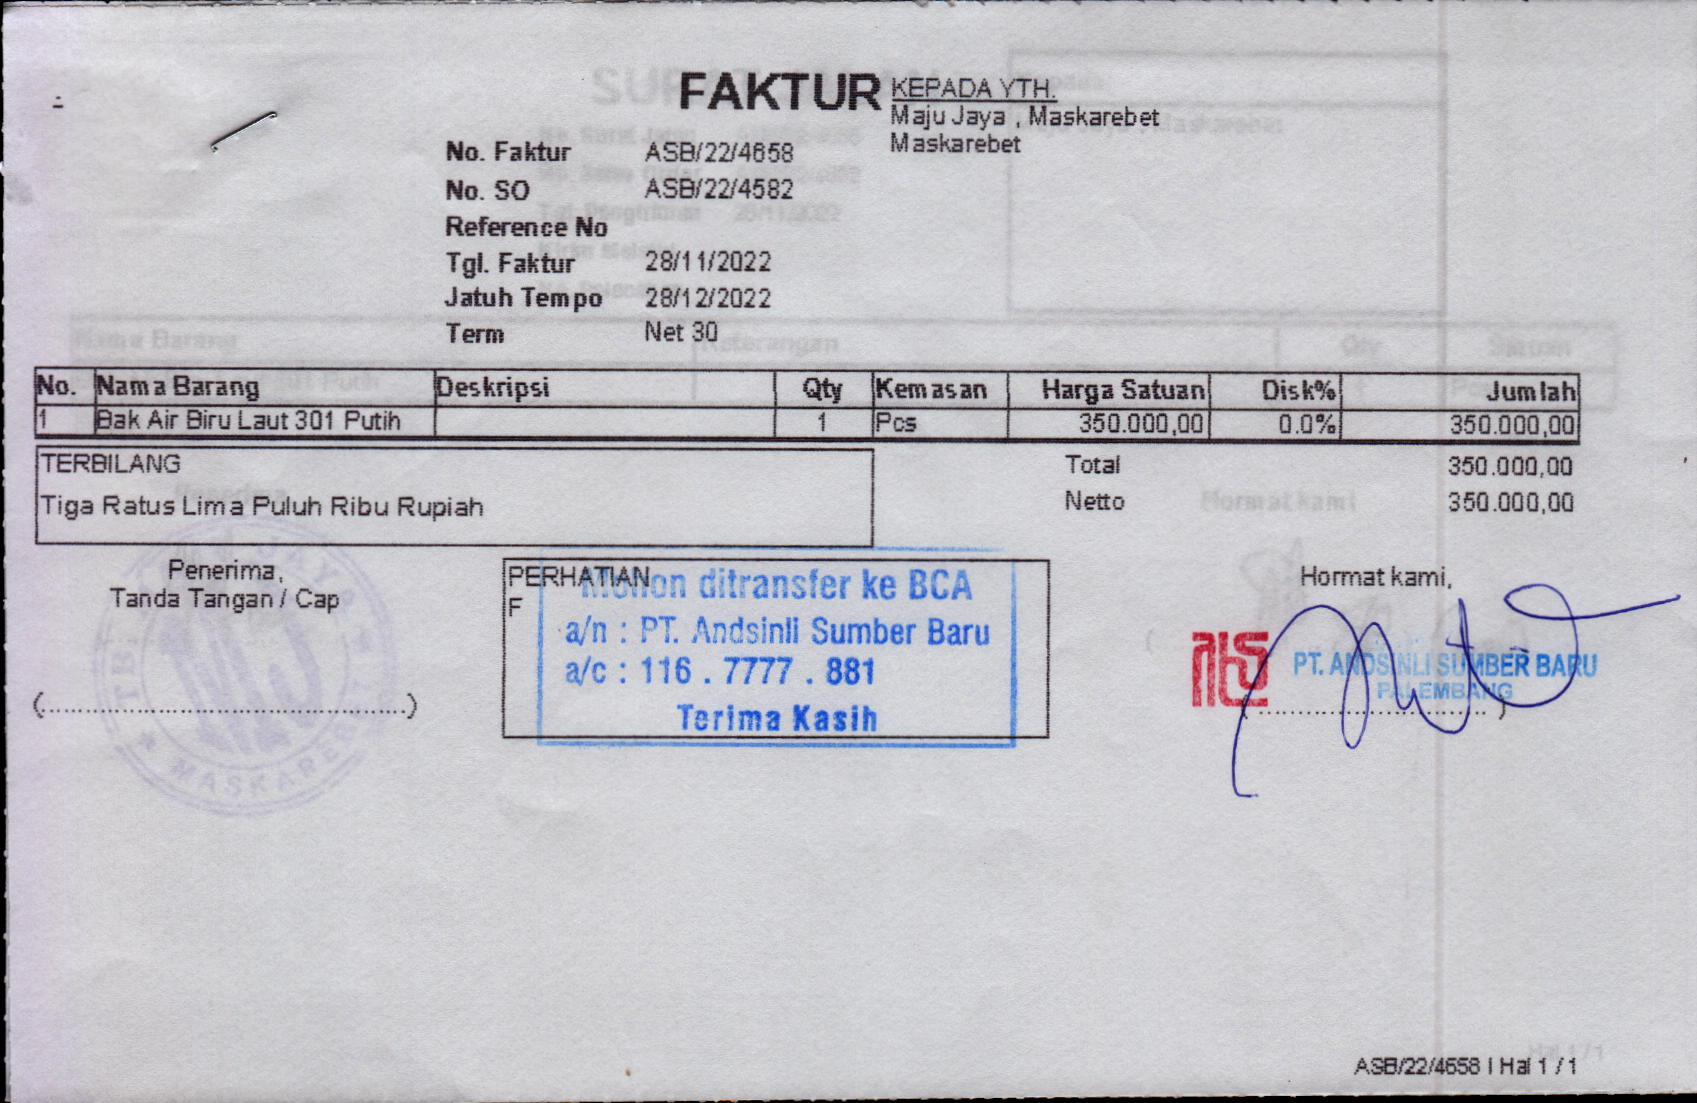 FAKTUR
KEPADA YTH.
Maju Jaya , Maskarebet
Maskarebet
No. Faktur ASB/22/4658
No. SO ASB/22/4582
Reference No
Tgl. Faktur 28/11/2022
Jatuh Tempo 28/12/2022
Term Net 30
No. Nama Barang Deskripsi Qty Kemasan Harga Satuan Disk% Jumlah
1 Bak Air Biru Laut 301 Putih 1 Pcs 350.000,00 0.0% 350.000,00
TERBILANG
Tiga Ratus Lima Puluh Ribu Rupiah
Total 350.000,00
Netto 350.000,00
Penerima,
Tanda Tangan / Cap
(....................................)
TB. JAYA
MASKAREBET
PERHATIAN
F
Mohon ditransfer ke BCA
a/n : PT. Andsinli Sumber Baru
a/c : 116 . 7777 . 881
Terima Kasih
Hormat kami,
PT. ANDSINLI SUMBER BARU
PALEMBANG
(........................)
ASB/22/4658 | Hal 1 / 1